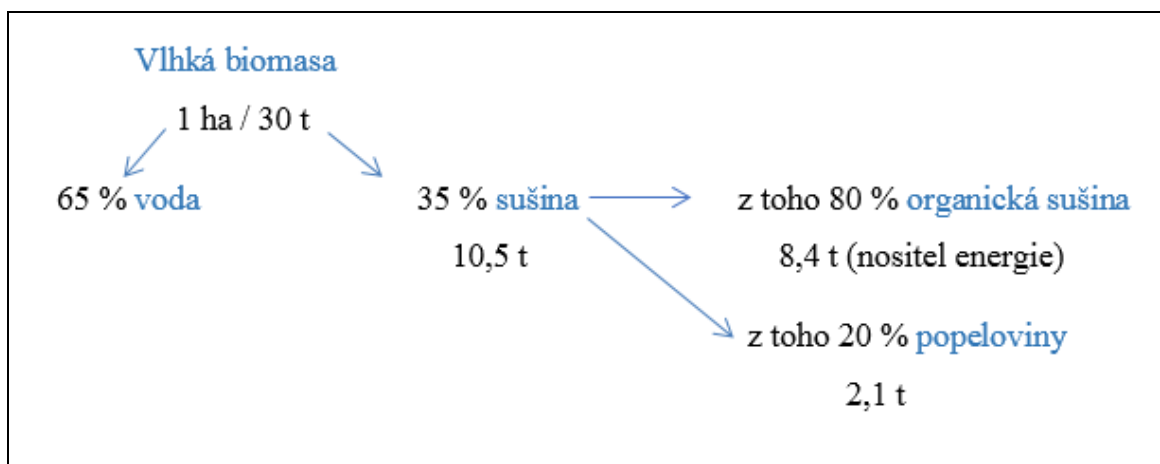 Vlhká biomasa
1 ha / 30 t
65 % voda
35 % sušina
z toho 80 % organická sušina
10,5 t
8,4 t (nositel energie)
z toho 20 % popeloviny
2,1 t